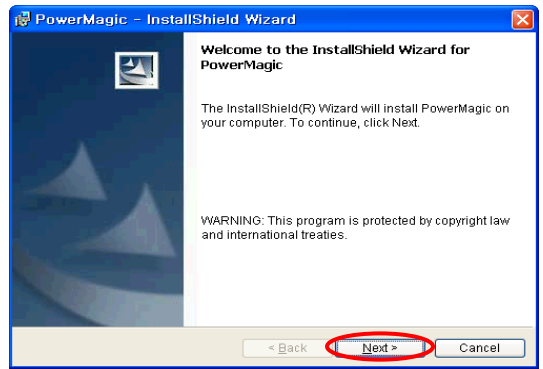 PowerMagic - InstallShield Wizard
Welcome to the InstallShield Wizard for
PowerMagic
The InstallShield(R) Wizard will install PowerMagic on
your computer. To continue, click Next.
WARNING: This program is protected by copyright law
and international treaties.
< Back
Next >
Cancel